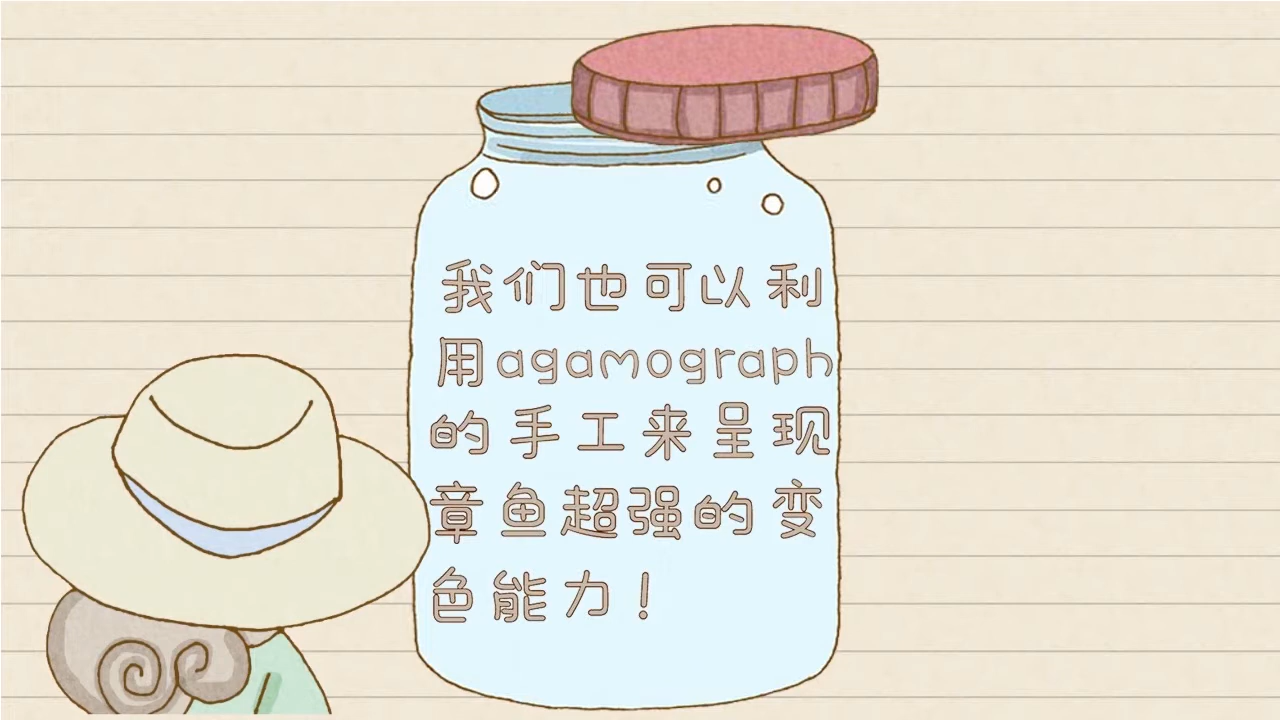 我们也可以利
用agamograph
的手工来呈现
章鱼超强的变
色能力！